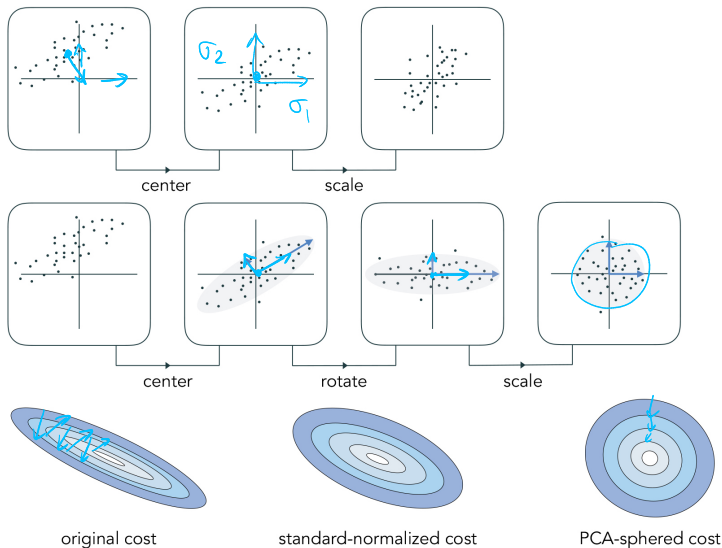 σ₂
σ₁
center scale
center rotate scale
original cost standard-normalized cost PCA-sphered cost